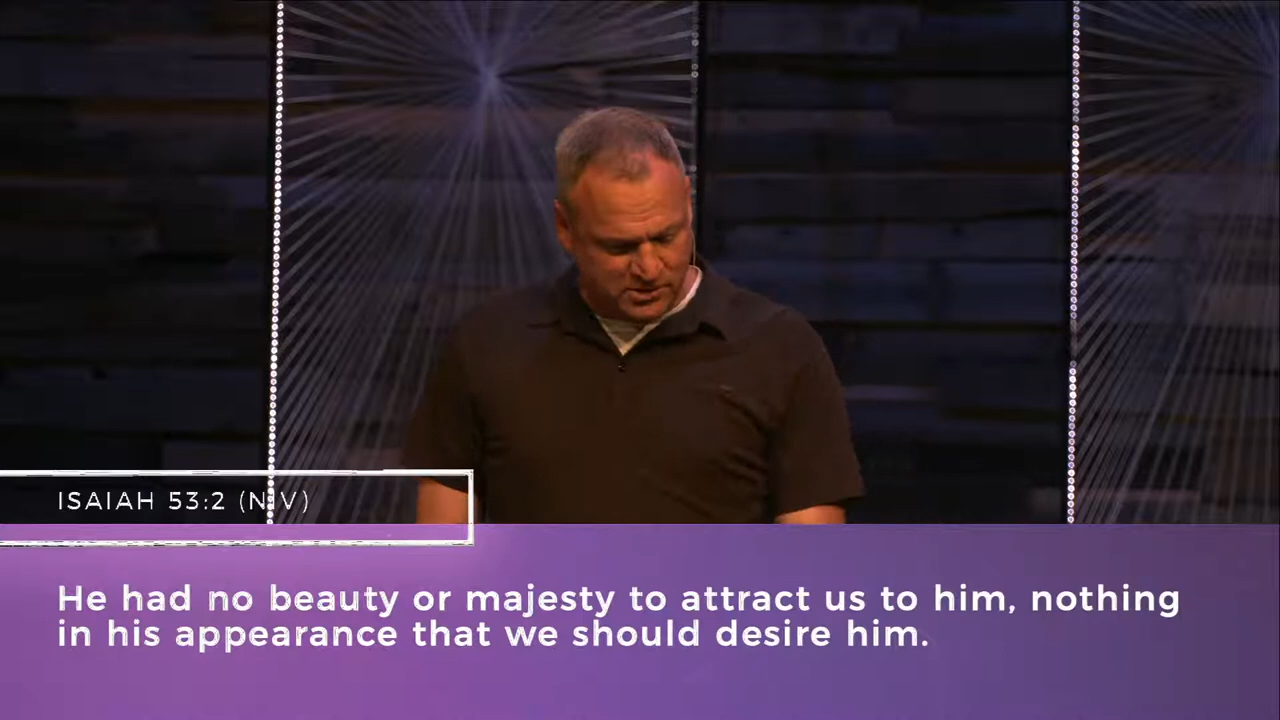 ISAIAH 53:2 (NIV)
He had no beauty or majesty to attract us to him, nothing
in his appearance that we should desire him.